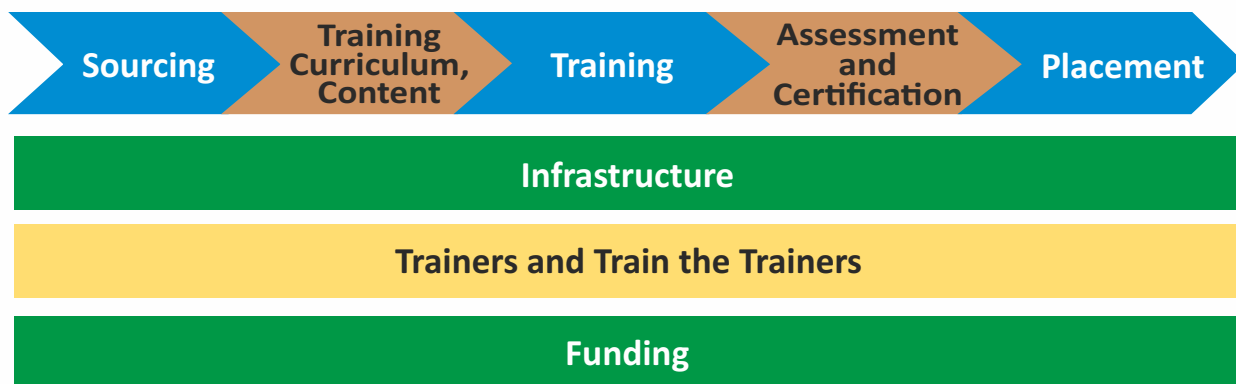 Sourcing
Training
Curriculum,
Content
Training
Assessment
and
Certification
Placement
Infrastructure
Trainers and Train the Trainers
Funding